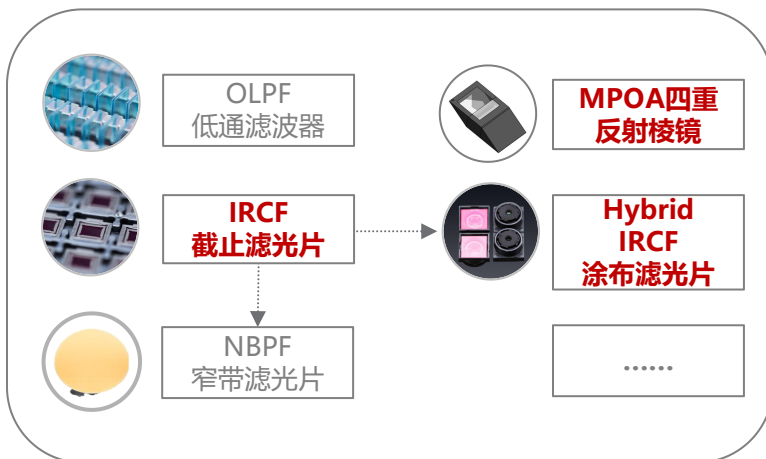 OLPF
低通滤波器
MPOA四重
反射棱镜
IRCF
截止滤光片
Hybrid
IRCF
涂布滤光片
NBPF
窄带滤光片
……